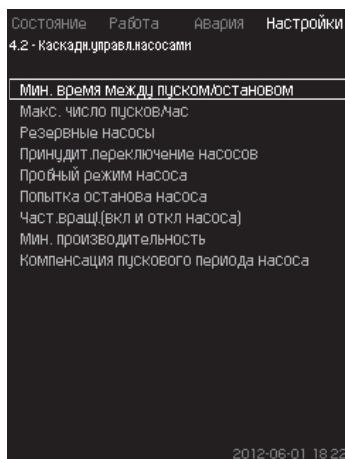 Состояние Работа Авария Настройки
4.2 - Каскадн.управл.насосами
Мин. время между пуском/остановом
Макс. число пусков/час
Резервные насосы
Принудит.переключение насосов
Пробный режим насоса
Попытка останова насоса
Част.вращ.(вкл и откл насоса)
Мин. производительность
Компенсация пускового периода насоса
2012-06-01 18:22